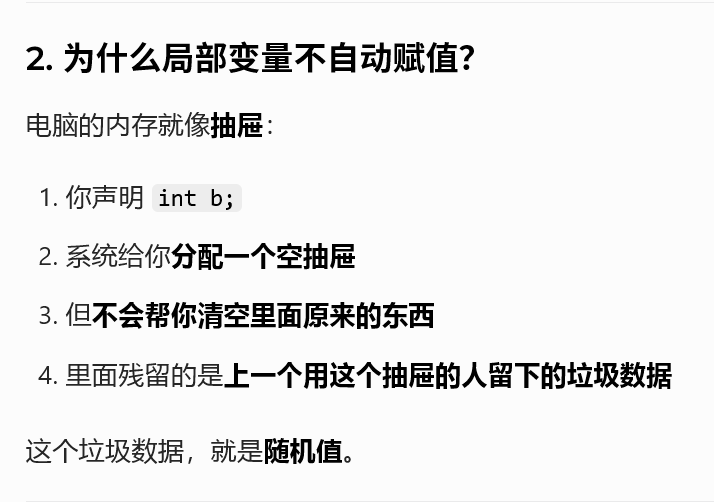 2. 为什么局部变量不自动赋值？
电脑的内存就像抽屉：
1. 你声明 int b;
2. 系统给你分配一个空抽屉
3. 但不会帮你清空里面原来的东西
4. 里面残留的是上一个用这个抽屉的人留下的垃圾数据
这个垃圾数据，就是随机值。